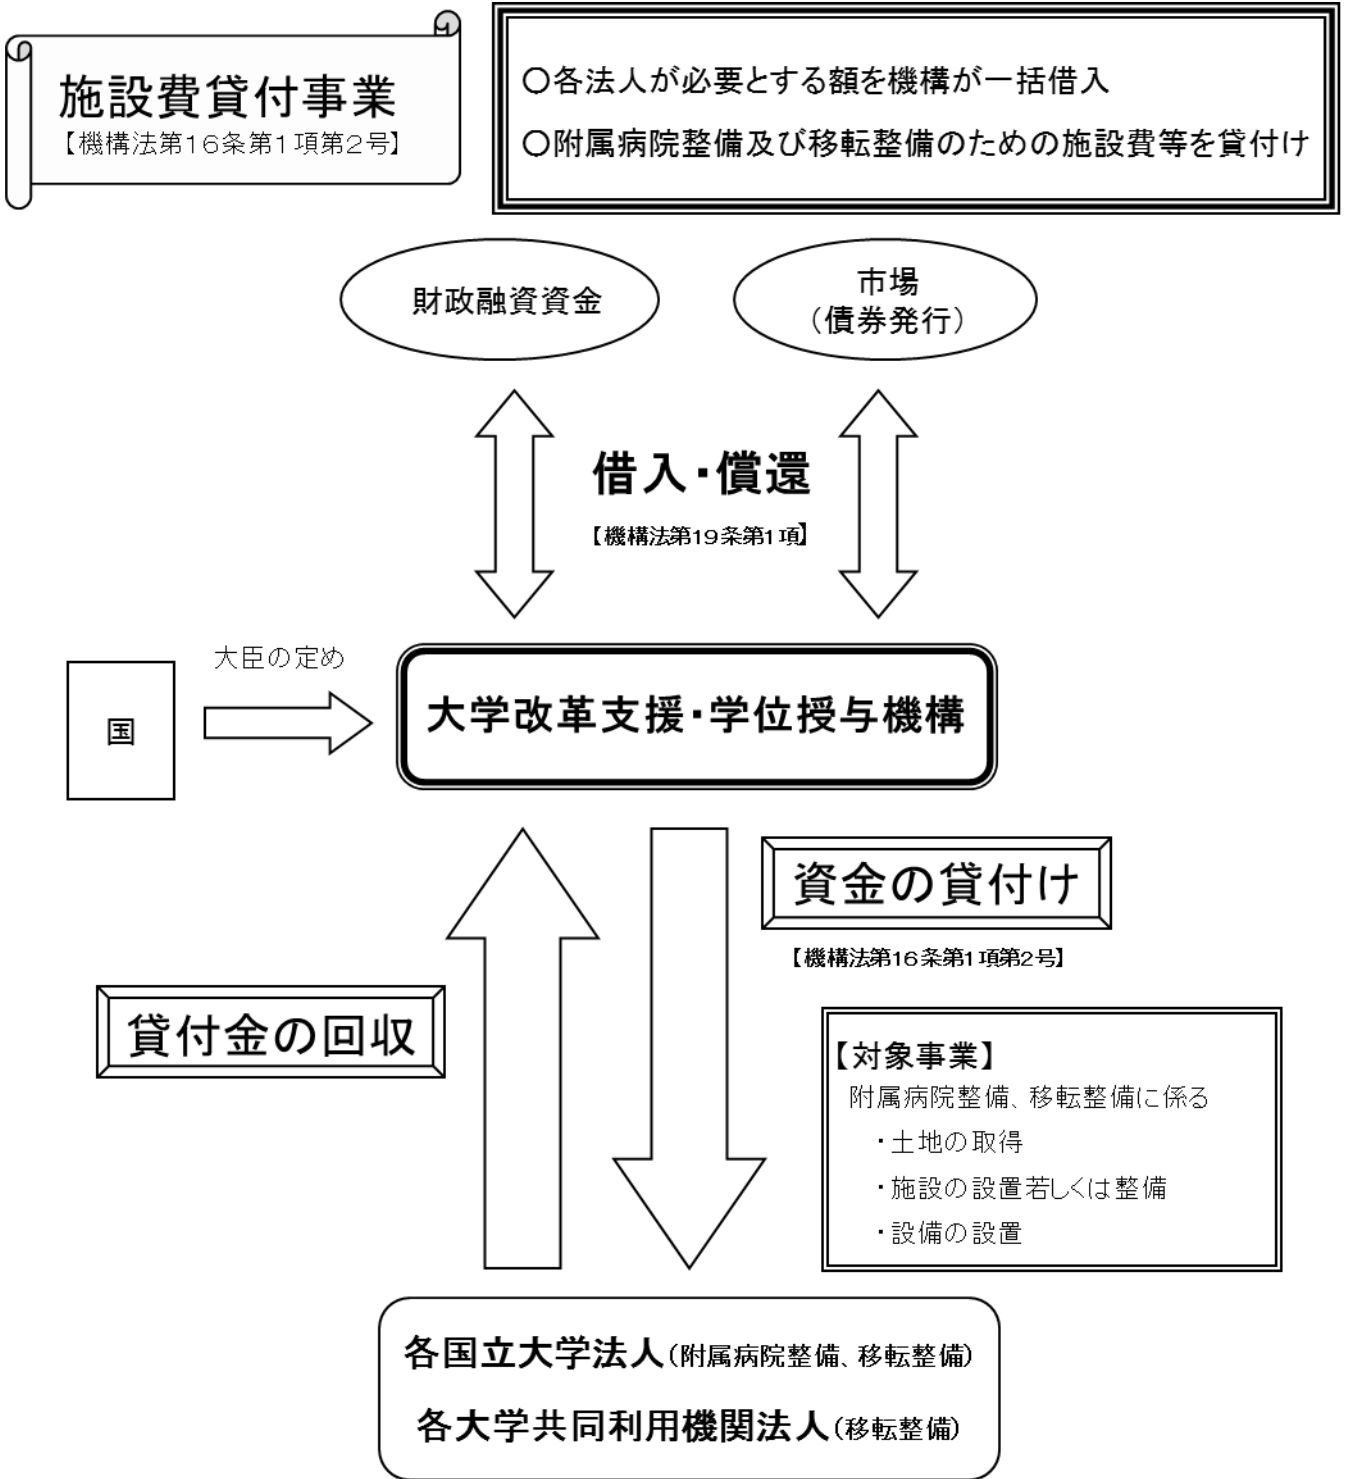 施設費貸付事業
【機構法第16条第1項第2号】
○各法人が必要とする額を機構が一括借入
○附属病院整備及び移転整備のための施設費等を貸付け
財政融資資金
市場
（債券発行）
借入・償還
【機構法第19条第1項】
国
大臣の定め
大学改革支援・学位授与機構
資金の貸付け
【機構法第16条第1項第2号】
貸付金の回収
【対象事業】
附属病院整備、移転整備に係る
・土地の取得
・施設の設置若しくは整備
・設備の設置
各国立大学法人（附属病院整備、移転整備）
各大学共同利用機関法人（移転整備）